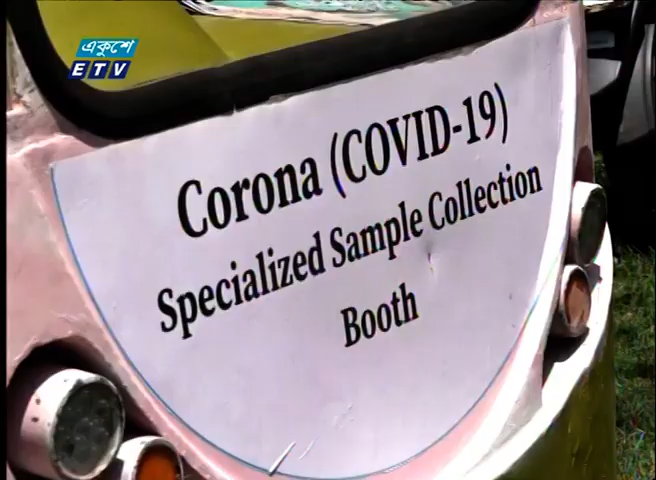 একুশে
ETV
Corona (COVID-19)
Specialized Sample Collection
Booth